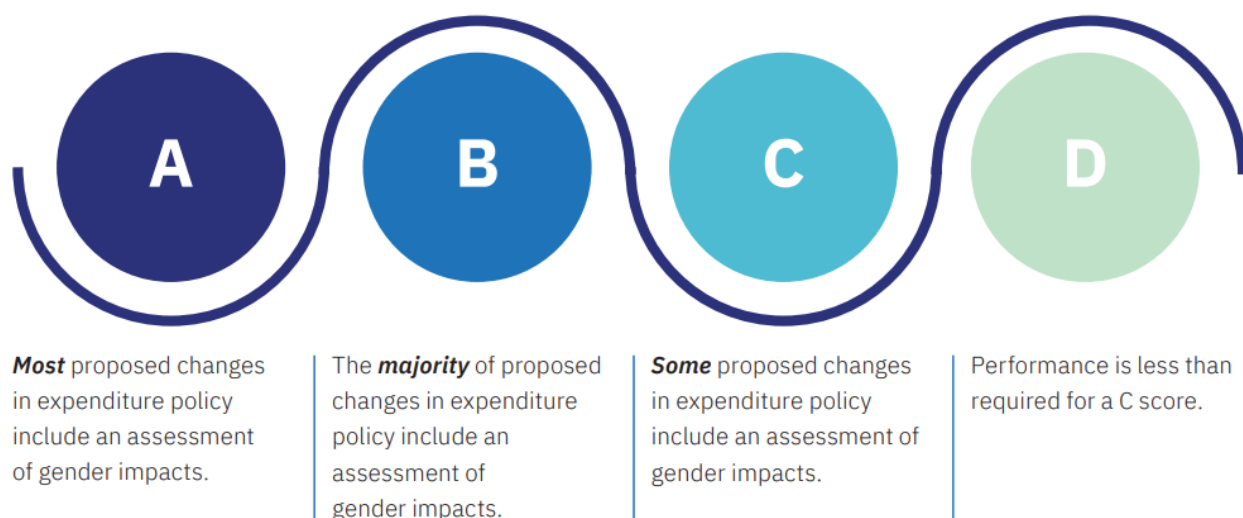 A
B
C
D
Most proposed changes
in expenditure policy
include an assessment
of gender impacts.
The majority of proposed
changes in expenditure
policy include an
assessment of
gender impacts.
Some proposed changes
in expenditure policy
include an assessment of
gender impacts.
Performance is less than
required for a C score.